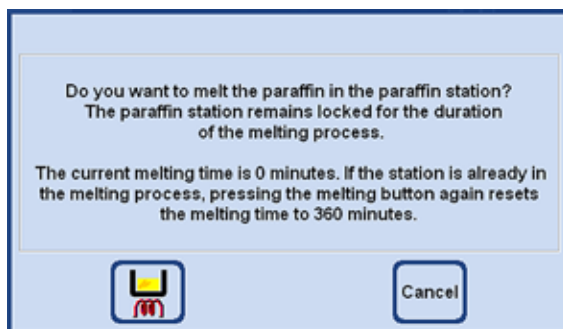 Do you want to melt the paraffin in the paraffin station?
The paraffin station remains locked for the duration
of the melting process.
The current melting time is 0 minutes. If the station is already in
the melting process, pressing the melting button again resets
the melting time to 360 minutes.
Cancel